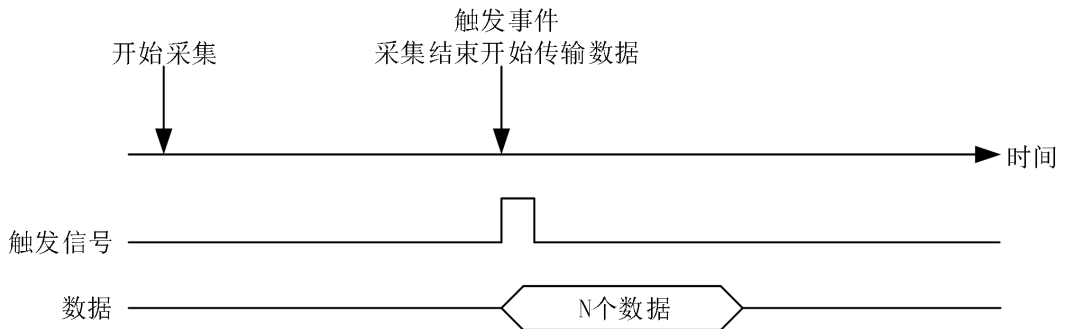 触发事件
开始采集
采集结束开始传输数据
时间
触发信号
数据
N个数据